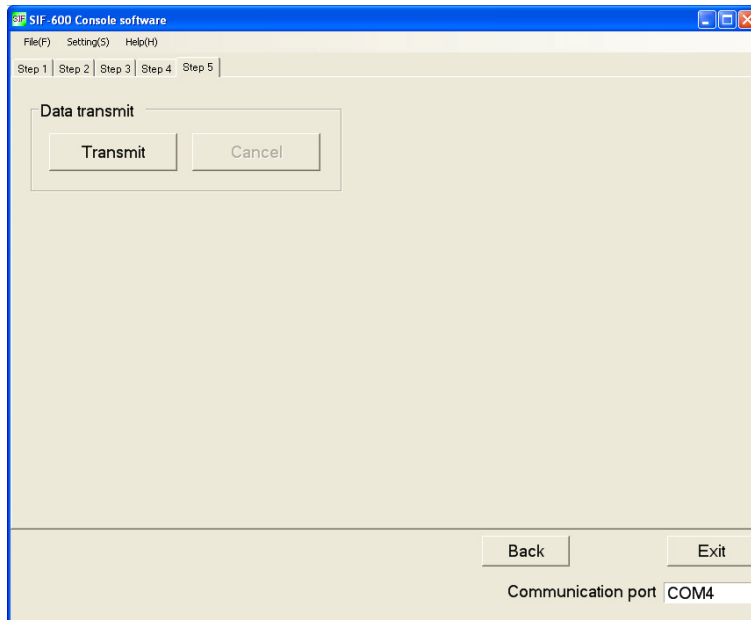 SIF SIF-600 Console software
File(F) Setting(S) Help(H)
Step 1 Step 2 Step 3 Step 4 Step 5
Data transmit
Transmit Cancel
Back Exit
Communication port COM4